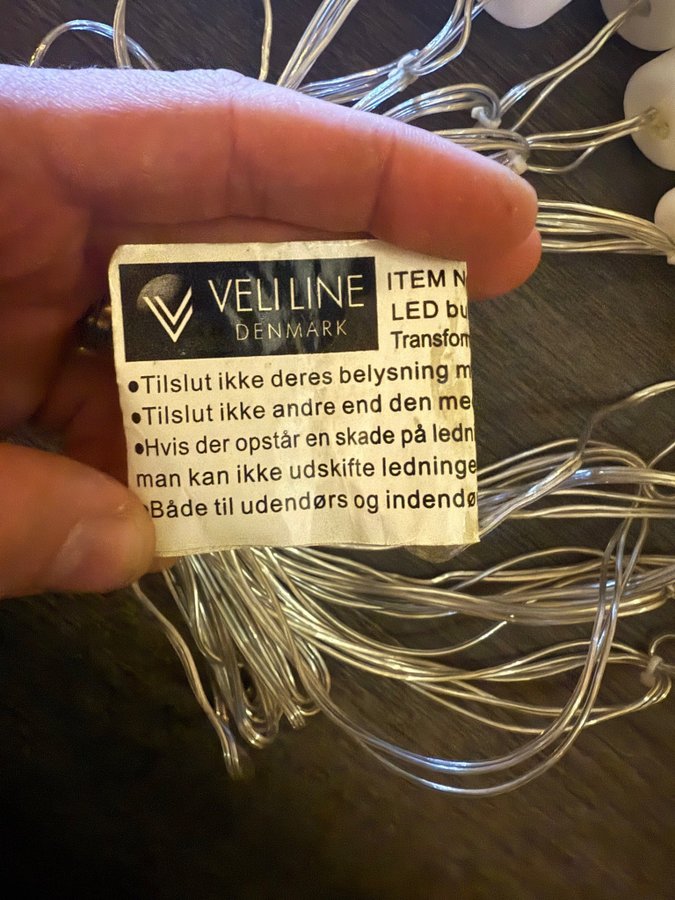 VELI LINE
DENMARK
ITEM N
LED bu
Transfor
•Tilslut ikke deres belysning m
•Tilslut ikke andre end den me
•Hvis der opstår en skade på ledn
man kan ikke udskifte ledninge
•Både til udendørs og indendø